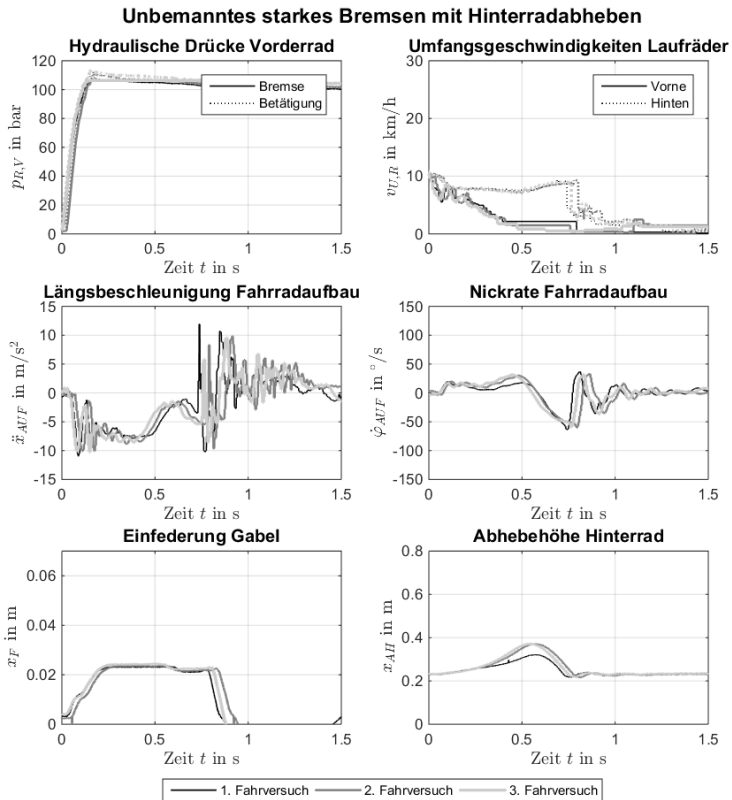 Unbemanntes starkes Bremsen mit Hinterradabheben
Hydraulische Drücke Vorderrad
120
100
80
60
40
20
0
p_{R,V} in bar
Bremse
Betätigung
0 0.5 1 1.5
Zeit t in s
Umfangsgeschwindigkeiten Laufräder
30
20
10
0
v_{U,R} in km/h
Vorne
Hinten
0 0.5 1 1.5
Zeit t in s
Längsbeschleunigung Fahrradaufbau
15
10
5
0
-5
-10
-15
ẍ_{AUF} in m/s²
0 0.5 1 1.5
Zeit t in s
Nickrate Fahrradaufbau
150
100
50
0
-50
-100
-150
φ̇_{AUF} in °/s
0 0.5 1 1.5
Zeit t in s
Einfederung Gabel
0.06
0.04
0.02
0
x_F in m
0 0.5 1 1.5
Zeit t in s
Abhebehöhe Hinterrad
0.8
0.6
0.4
0.2
0
x_{AH} in m
0 0.5 1 1.5
Zeit t in s
1. Fahrversuch 2. Fahrversuch 3. Fahrversuch